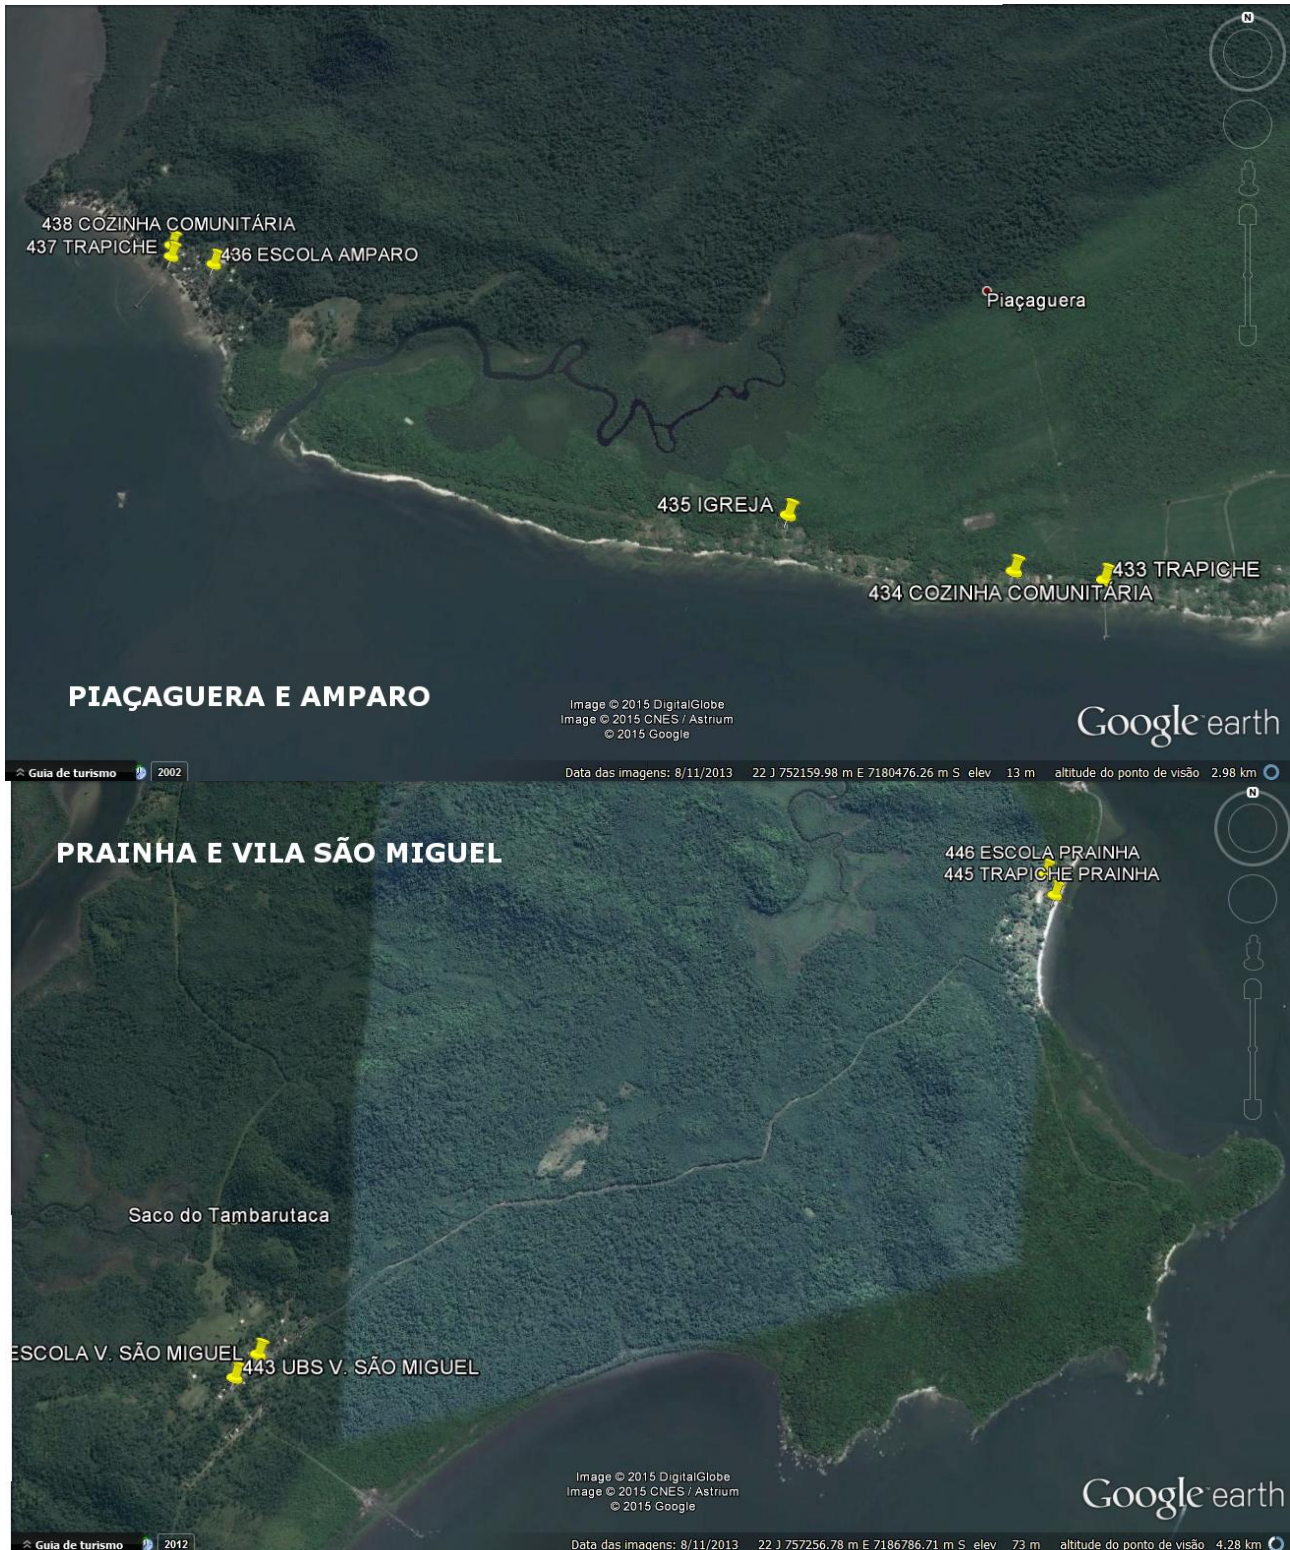 N
438 COZINHA COMUNITÁRIA
437 TRAPICHE
436 ESCOLA AMPARO
Piaçaguera
435 IGREJA
433 TRAPICHE
434 COZINHA COMUNITÁRIA
PIAÇAGUERA E AMPARO
Image © 2015 DigitalGlobe
Image © 2015 CNES / Astrium
© 2015 Google
Google earth
Guia de turismo 2002 Data das imagens: 8/11/2013 22 J 752159.98 m E 7180476.26 m S elev 13 m altitude do ponto de visão 2.98 km
N
PRAINHA E VILA SÃO MIGUEL
446 ESCOLA PRAINHA
445 TRAPICHE PRAINHA
Saco do Tambarutaca
ESCOLA V. SÃO MIGUEL
443 UBS V. SÃO MIGUEL
Image © 2015 DigitalGlobe
Image © 2015 CNES / Astrium
© 2015 Google
Google earth
Guia de turismo 2012 Data das imagens: 8/11/2013 22 J 757256.78 m E 7186786.71 m S elev 73 m altitude do ponto de visão 4.28 km